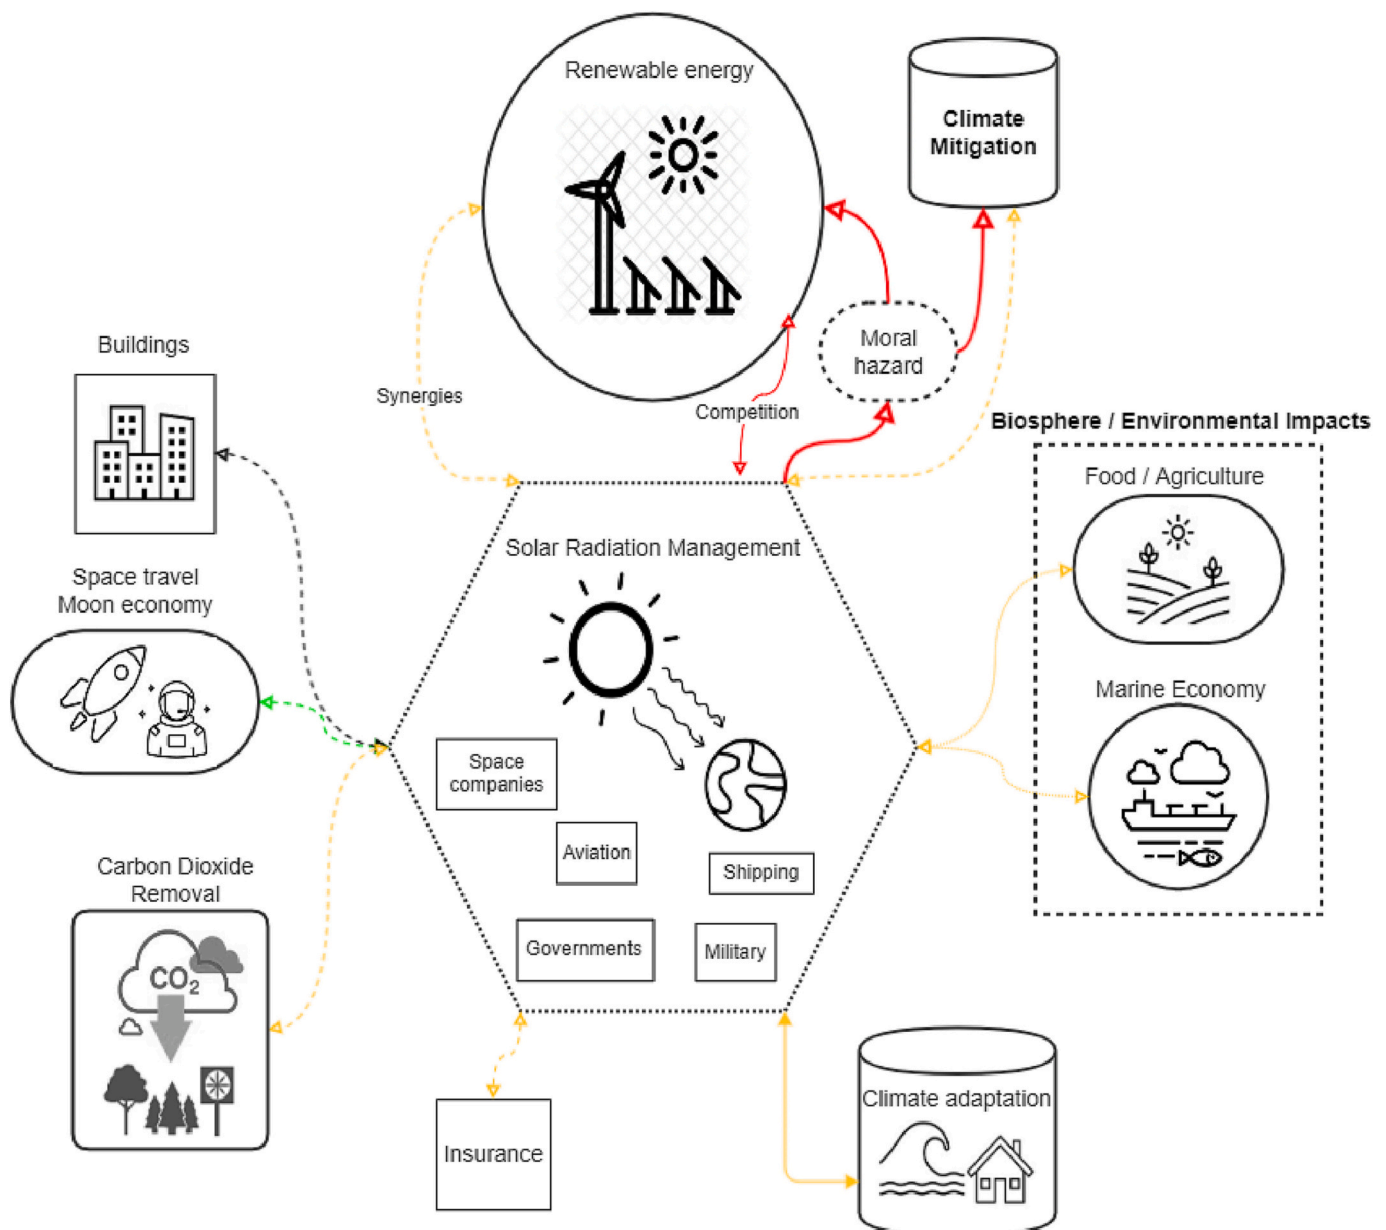 Renewable energy
Climate
Mitigation
Buildings
Synergies
Competition
Moral
hazard
Biosphere / Environmental Impacts
Food / Agriculture
Space travel
Moon economy
Solar Radiation Management
Marine Economy
Space
companies
Aviation
Shipping
Governments
Military
Carbon Dioxide
Removal
CO₂
Insurance
Climate adaptation